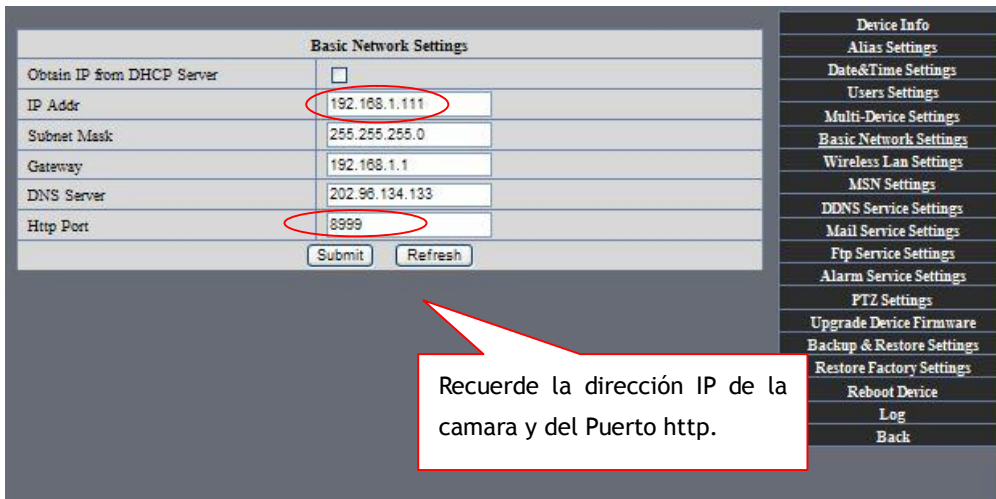 Basic Network Settings
Obtain IP from DHCP Server
IP Addr 192.168.1.111
Subnet Mask 255.255.255.0
Gateway 192.168.1.1
DNS Server 202.96.134.133
Http Port 8999
Submit Refresh
Recuerde la dirección IP de la
camara y del Puerto http.
Device Info
Alias Settings
Date&Time Settings
Users Settings
Multi-Device Settings
Basic Network Settings
Wireless Lan Settings
MSN Settings
DDNS Service Settings
Mail Service Settings
Ftp Service Settings
Alarm Service Settings
PTZ Settings
Upgrade Device Firmware
Backup & Restore Settings
Restore Factory Settings
Reboot Device
Log
Back